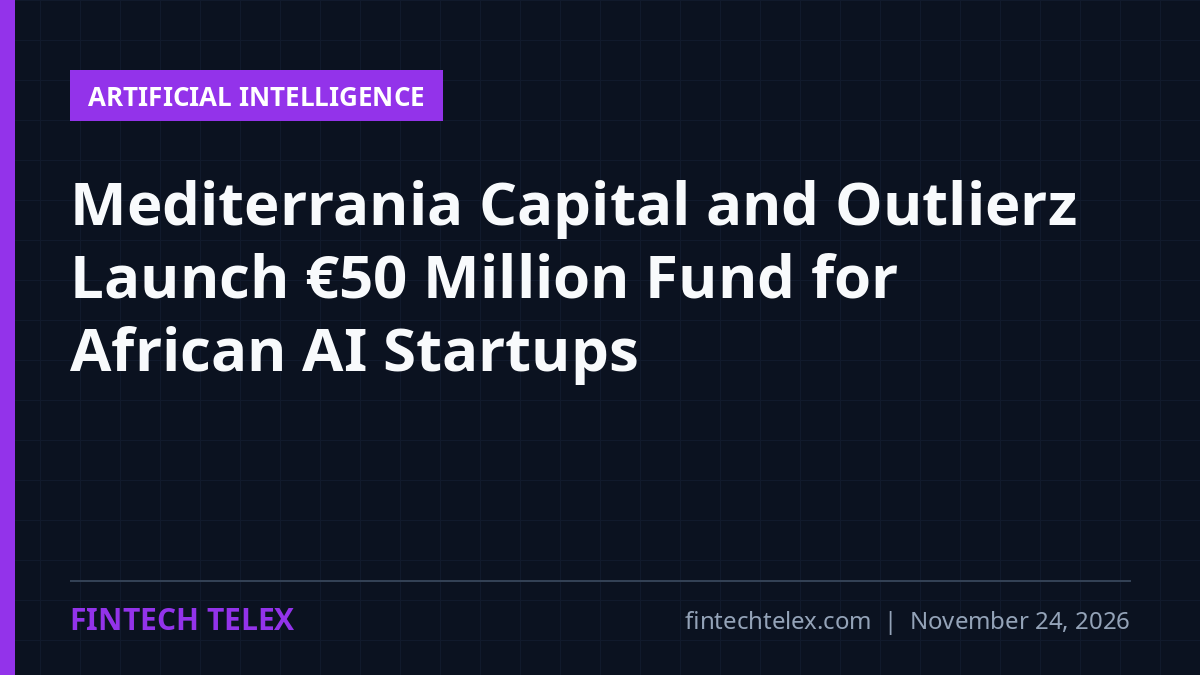 ARTIFICIAL INTELLIGENCE
Mediterrania Capital and Outlierz
Launch €50 Million Fund for
African AI Startups
FINTECH TELEX
fintechtelex.com | November 24, 2026